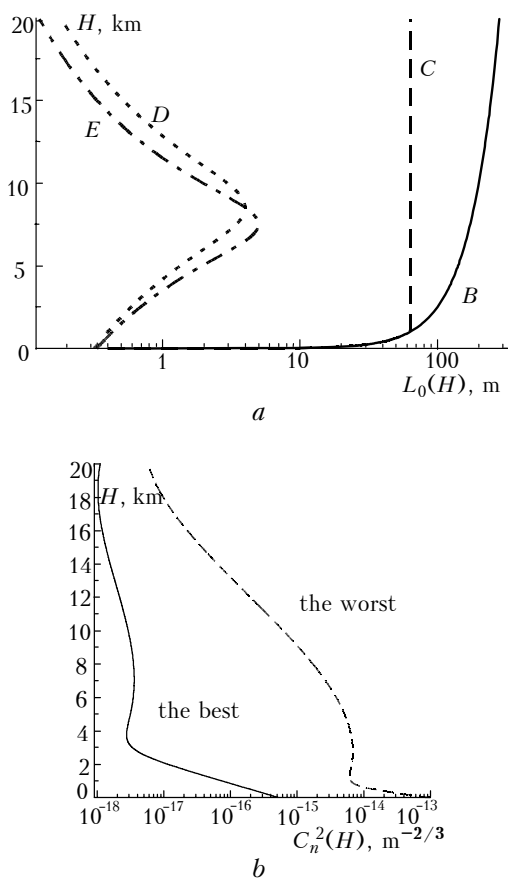 20
H, km
C
15
D
E
10
5
B
0
1 10 100
L₀(H), m
a
20
H, km
18
16
14
12
the worst
10
8
6
the best
4
2
0
10⁻¹⁸ 10⁻¹⁷ 10⁻¹⁶ 10⁻¹⁵ 10⁻¹⁴ 10⁻¹³
Cₙ²(H), m⁻²/³
b